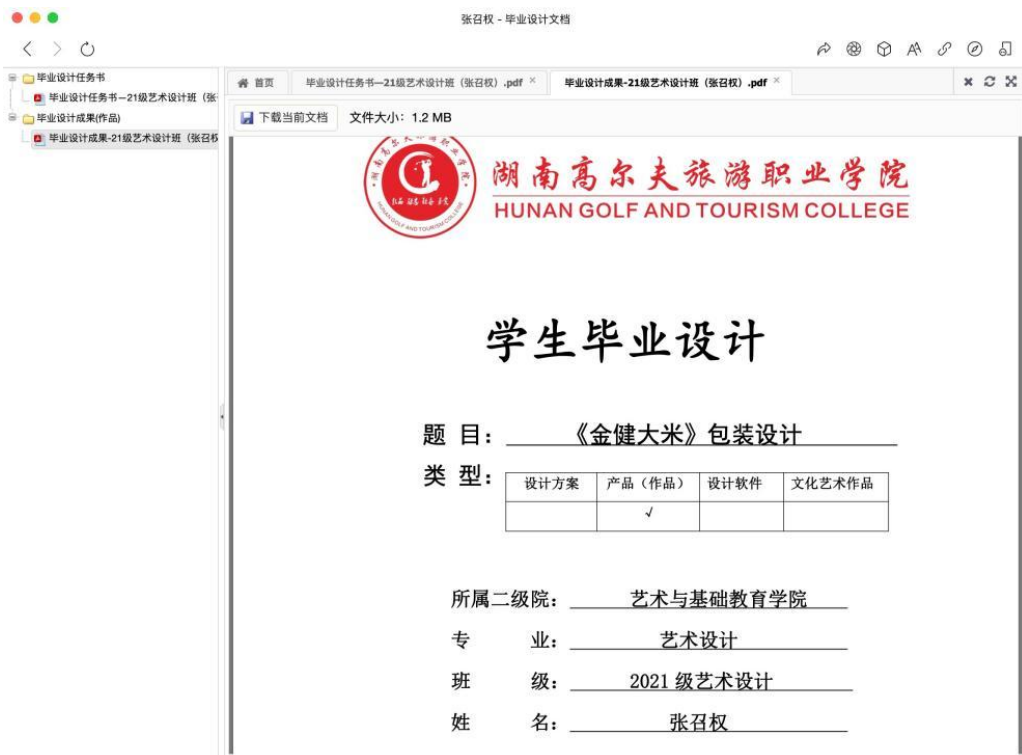 张召权 - 毕业设计文档
毕业设计任务书
毕业设计任务书—21级艺术设计班（张
毕业设计成果(作品)
毕业设计成果-21级艺术设计班（张召权
首页
毕业设计任务书—21级艺术设计班（张召权）.pdf
毕业设计成果-21级艺术设计班（张召权）.pdf
下载当前文档 文件大小：1.2 MB
湖南高尔夫旅游职业学院
HUNAN GOLF AND TOURISM COLLEGE
学生毕业设计
题 目：《金健大米》包装设计
类 型：
设计方案 产品（作品） 设计软件 文化艺术作品
√
所属二级院：艺术与基础教育学院
专 业：艺术设计
班 级：2021 级艺术设计
姓 名：张召权